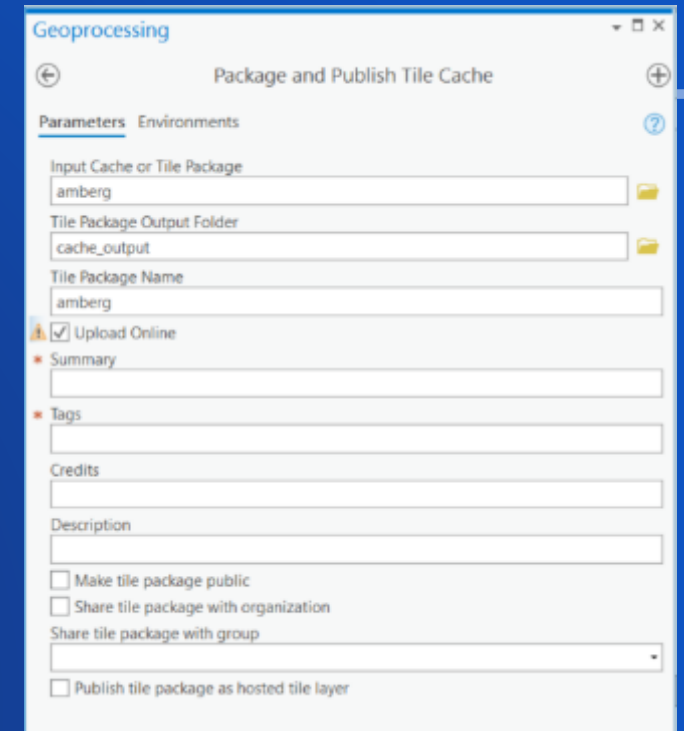 Geoprocessing
Package and Publish Tile Cache
Parameters Environments
Input Cache or Tile Package
amberg
Tile Package Output Folder
cache_output
Tile Package Name
amberg
Upload Online
* Summary
* Tags
Credits
Description
Make tile package public
Share tile package with organization
Share tile package with group
Publish tile package as hosted tile layer